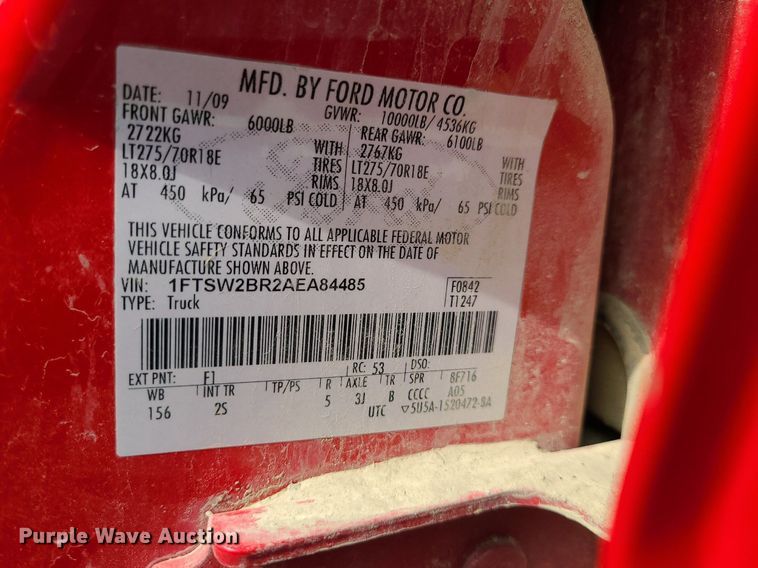 MFD. BY FORD MOTOR CO.
DATE: 11/09 GVWR: 10000LB/ 4536KG
FRONT GAWR: 6000LB REAR GAWR: 6100LB
2722KG WITH 2767KG WITH
LT275/70R18E TIRES LT275/70R18E TIRES
18X8.0J RIMS 18X8.0J RIMS
AT 450 kPa/ 65 PSI COLD AT 450 kPa/ 65 PSI COLD
THIS VEHICLE CONFORMS TO ALL APPLICABLE FEDERAL MOTOR
VEHICLE SAFETY STANDARDS IN EFFECT ON THE DATE OF
MANUFACTURE SHOWN ABOVE.
VIN: 1FTSW2BR2AEA84485 F0842
TYPE: Truck T1247
EXT PNT: F1 RC: 53 DSO:
WB INT TR TP/PS R AXLE TR SPR BF716
156 2S 5 3J B CCCC A05
UTC ▽5U5A-1520472-BA
Purple Wave Auction